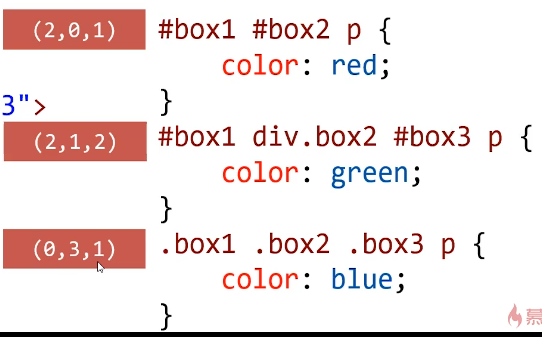 (2,0,1) #box1 #box2 p {
color: red;
3"> }
(2,1,2) #box1 div.box2 #box3 p {
color: green;
}
(0,3,1) .box1 .box2 .box3 p {
color: blue;
}
慕